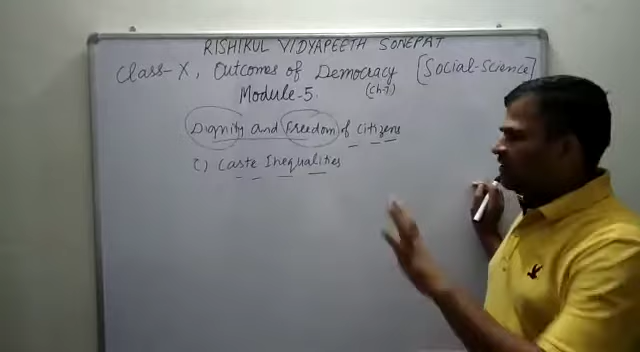 RISHIKUL VIDYAPEETH SONEPAT
Class-X, Outcomes of Democracy [Social-Science]
Module-5. (Ch-7)
Dignity and Freedom of citizens
C) Caste Inequalities